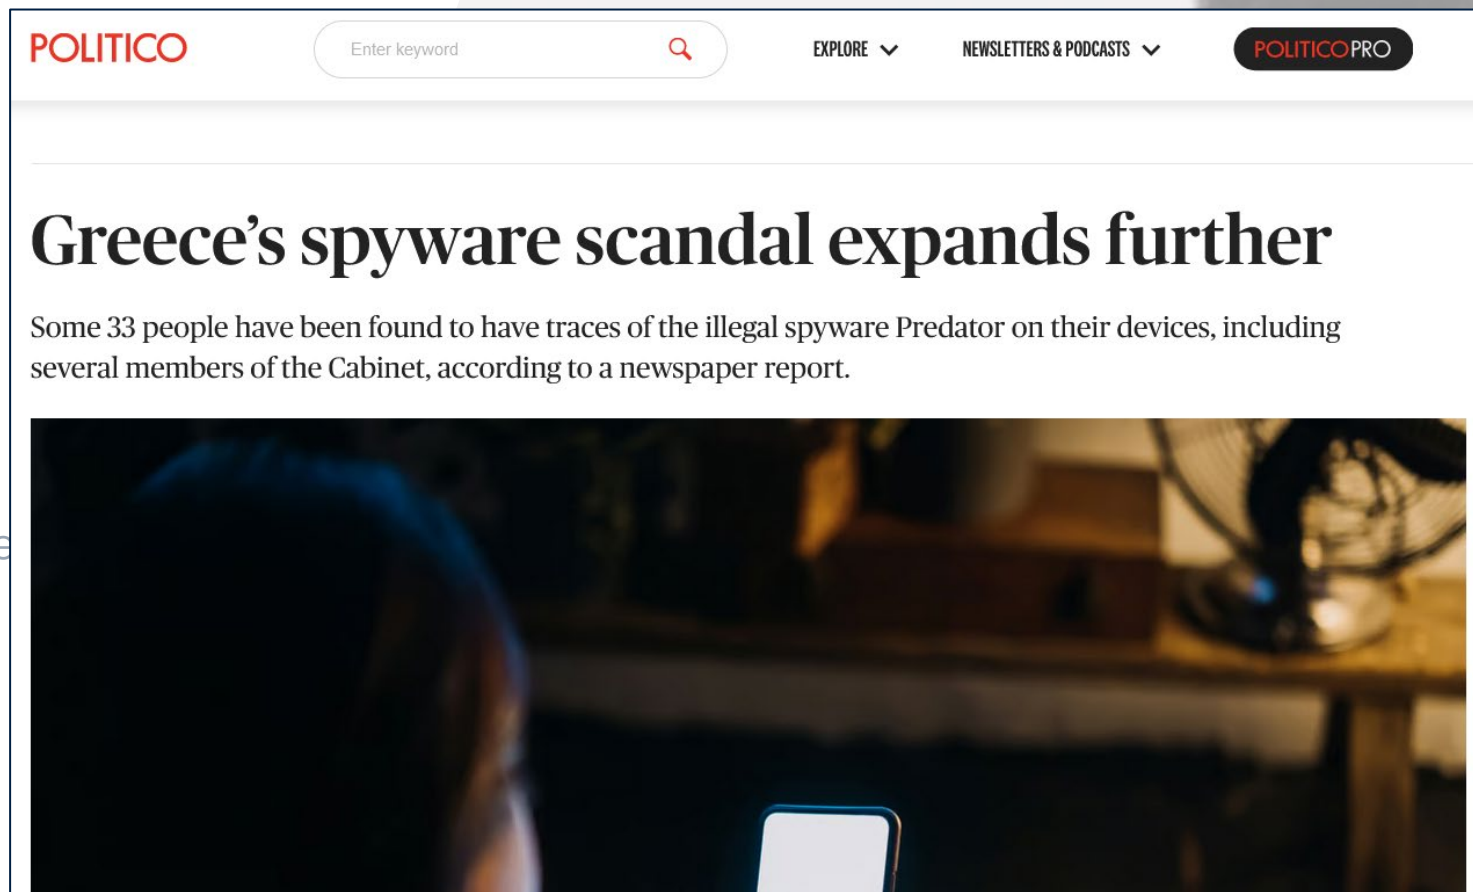 POLITICO
Enter keyword
EXPLORE
NEWSLETTERS & PODCASTS
POLITICOPRO
Greece’s spyware scandal expands further
Some 33 people have been found to have traces of the illegal spyware Predator on their devices, including
several members of the Cabinet, according to a newspaper report.